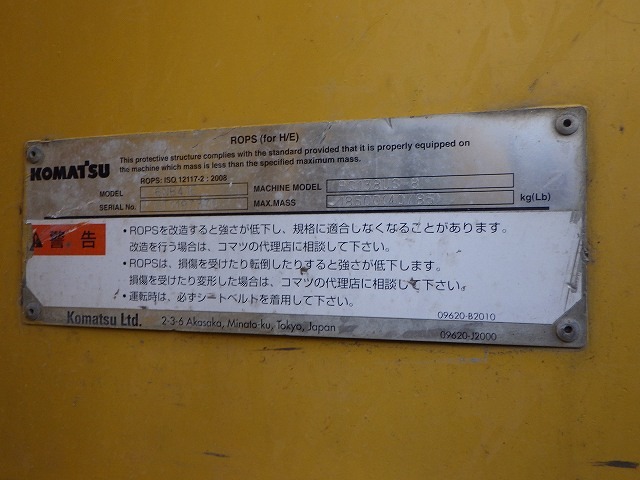 ROPS (for H/E)
KOMATSU
This protective structure complies with the standard provided that it is properly equipped on
the machine which mass is less than the specified maximum mass.
ROPS: ISO 12117-2 : 2008
MODEL
MACHINE MODEL
SERIAL No.
MAX.MASS
kg(Lb)
警告
・ROPSを改造すると強さが低下し、規格に適合しなくなることがあります。
改造を行う場合は、コマツの代理店に相談して下さい。
・ROPSは、損傷を受けたり転倒したりすると強さが低下します。
損傷を受けたり変形した場合は、コマツの代理店に相談して下さい。
・運転時は、必ずシートベルトを着用して下さい。
09620-B2010
Komatsu Ltd. 2-3-6 Akasaka, Minato-ku, Tokyo, Japan
09620-J2000